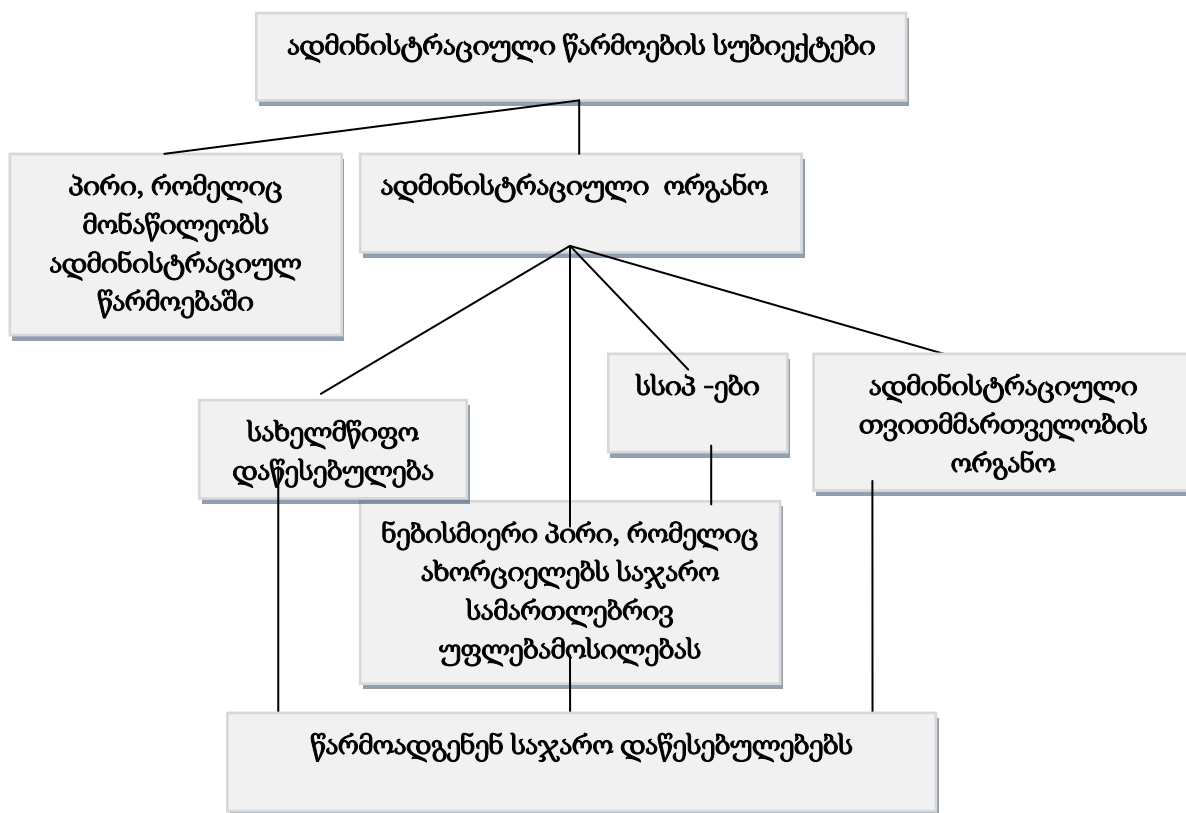 ადმინისტრაციული წარმოების სუბიექტები
პირი, რომელიც
მონაწილეობს
ადმინისტრაციულ
წარმოებაში
ადმინისტრაციული ორგანო
სახელმწიფო
დაწესებულება
ნებისმიერი პირი, რომელიც
ახორციელებს საჯარო
სამართლებრივ
უფლებამოსილებას
სსიპ -ები
ადმინისტრაციული
თვითმმართველობის
ორგანო
წარმოადგენენ საჯარო დაწესებულებებს